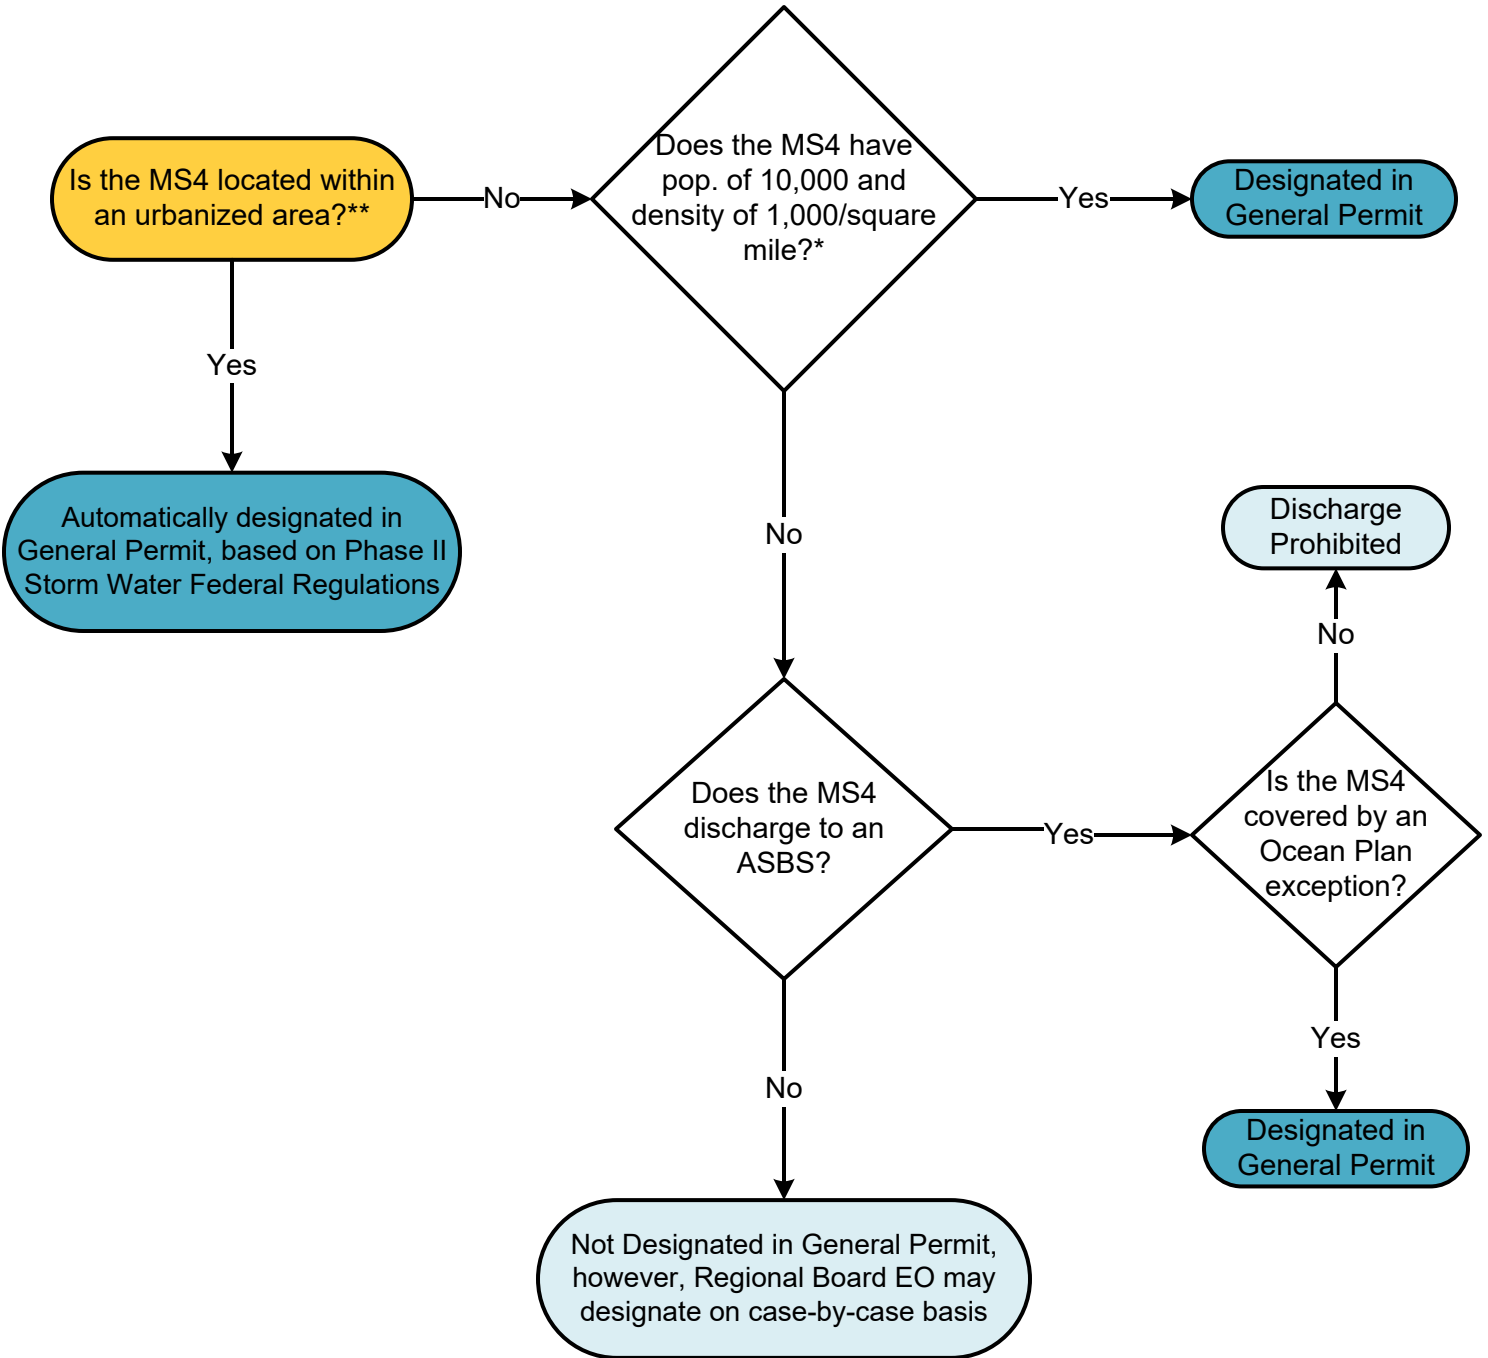 Is the MS4 located within
an urbanized area?**
No
Does the MS4 have
pop. of 10,000 and
density of 1,000/square
mile?*
Yes
Designated in
General Permit
Yes
Automatically designated in
General Permit, based on Phase II
Storm Water Federal Regulations
No
Discharge
Prohibited
No
Does the MS4
discharge to an
ASBS?
Yes
Is the MS4
covered by an
Ocean Plan
exception?
Yes
Designated in
General Permit
No
Not Designated in General Permit,
however, Regional Board EO may
designate on case-by-case basis